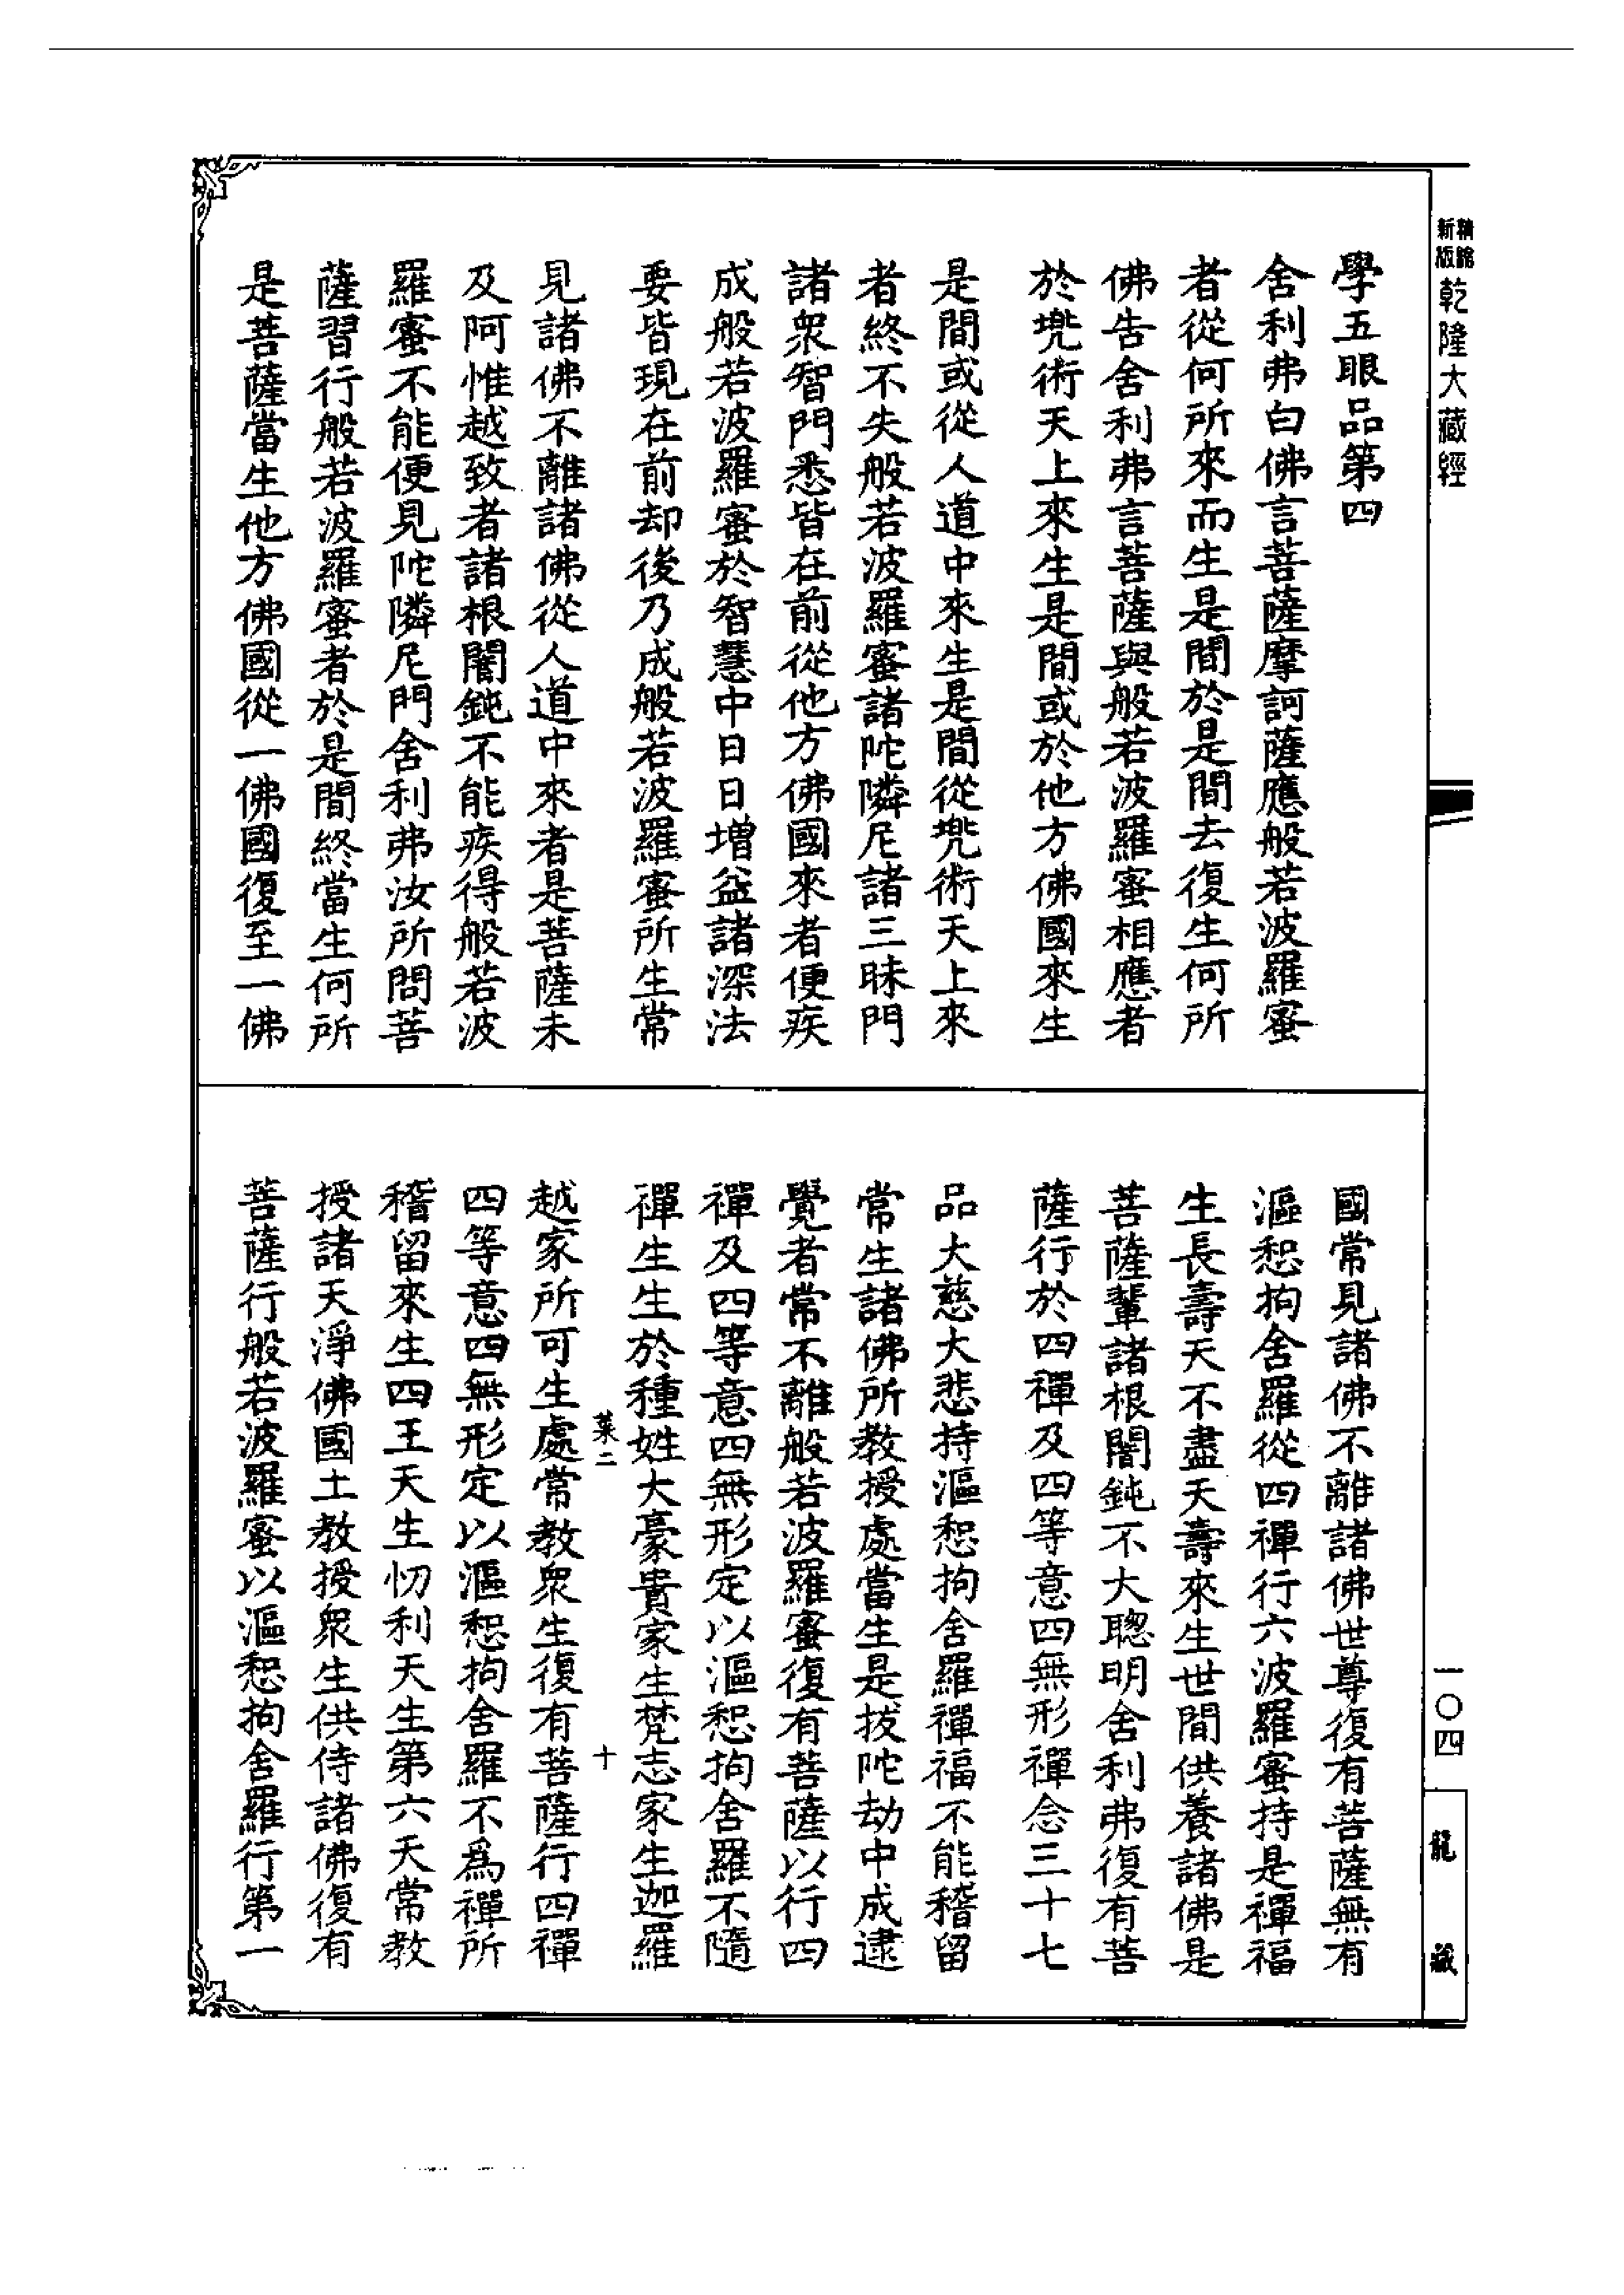 精錦
新版
乾隆大藏經
一〇四
龍藏
學五眼品第四
舍利弗白佛言菩薩摩訶薩應般若波羅蜜
者從何所來而生是間於是間去復生何所
佛告舍利弗言菩薩與般若波羅蜜相應者
於兠術天上來生是間或於他方佛國來生
是間或從人道中來生是間從兠術天上來
者終不失般若波羅蜜諸陀隣尼諸三昧門
諸衆智門悉皆在前從他方佛國來者便疾
成般若波羅蜜於智慧中日日增益諸深法
要皆現在前却後乃成般若波羅蜜所生常
見諸佛不離諸佛從人道中來者是菩薩未
及阿惟越致者諸根闇鈍不能疾得般若波
羅蜜不能便見陀隣尼門舍利弗汝所問菩
薩習行般若波羅蜜者於是間終當生何所
是菩薩當生他方佛國從一佛國復至一佛
國常見諸佛不離諸佛世尊復有菩薩無有
漚惒拘舍羅從四禪行六波羅蜜持是禪福
生長壽天不盡天壽來生世間供養諸佛是
菩薩輩諸根闇鈍不大聰明舍利弗復有菩
薩行於四禪及四等意四無形禪念三十七
品大慈大悲持漚惒拘舍羅禪福不能稽留
常生諸佛所教授處當生是拔陀劫中成逮
覺者常不離般若波羅蜜復有菩薩以行四
禪及四等意四無形定以漚惒拘舍羅不隨
禪生生於種姓大豪貴家生梵志家生迦羅
菜二 十
越家所可生處常教衆生復有菩薩行四禪
四等意四無形定以漚惒拘舍羅不爲禪所
稽留來生四王天生忉利天生第六天常教
授諸天淨佛國土教授衆生供侍諸佛復有
菩薩行般若波羅蜜以漚惒拘舍羅行第一